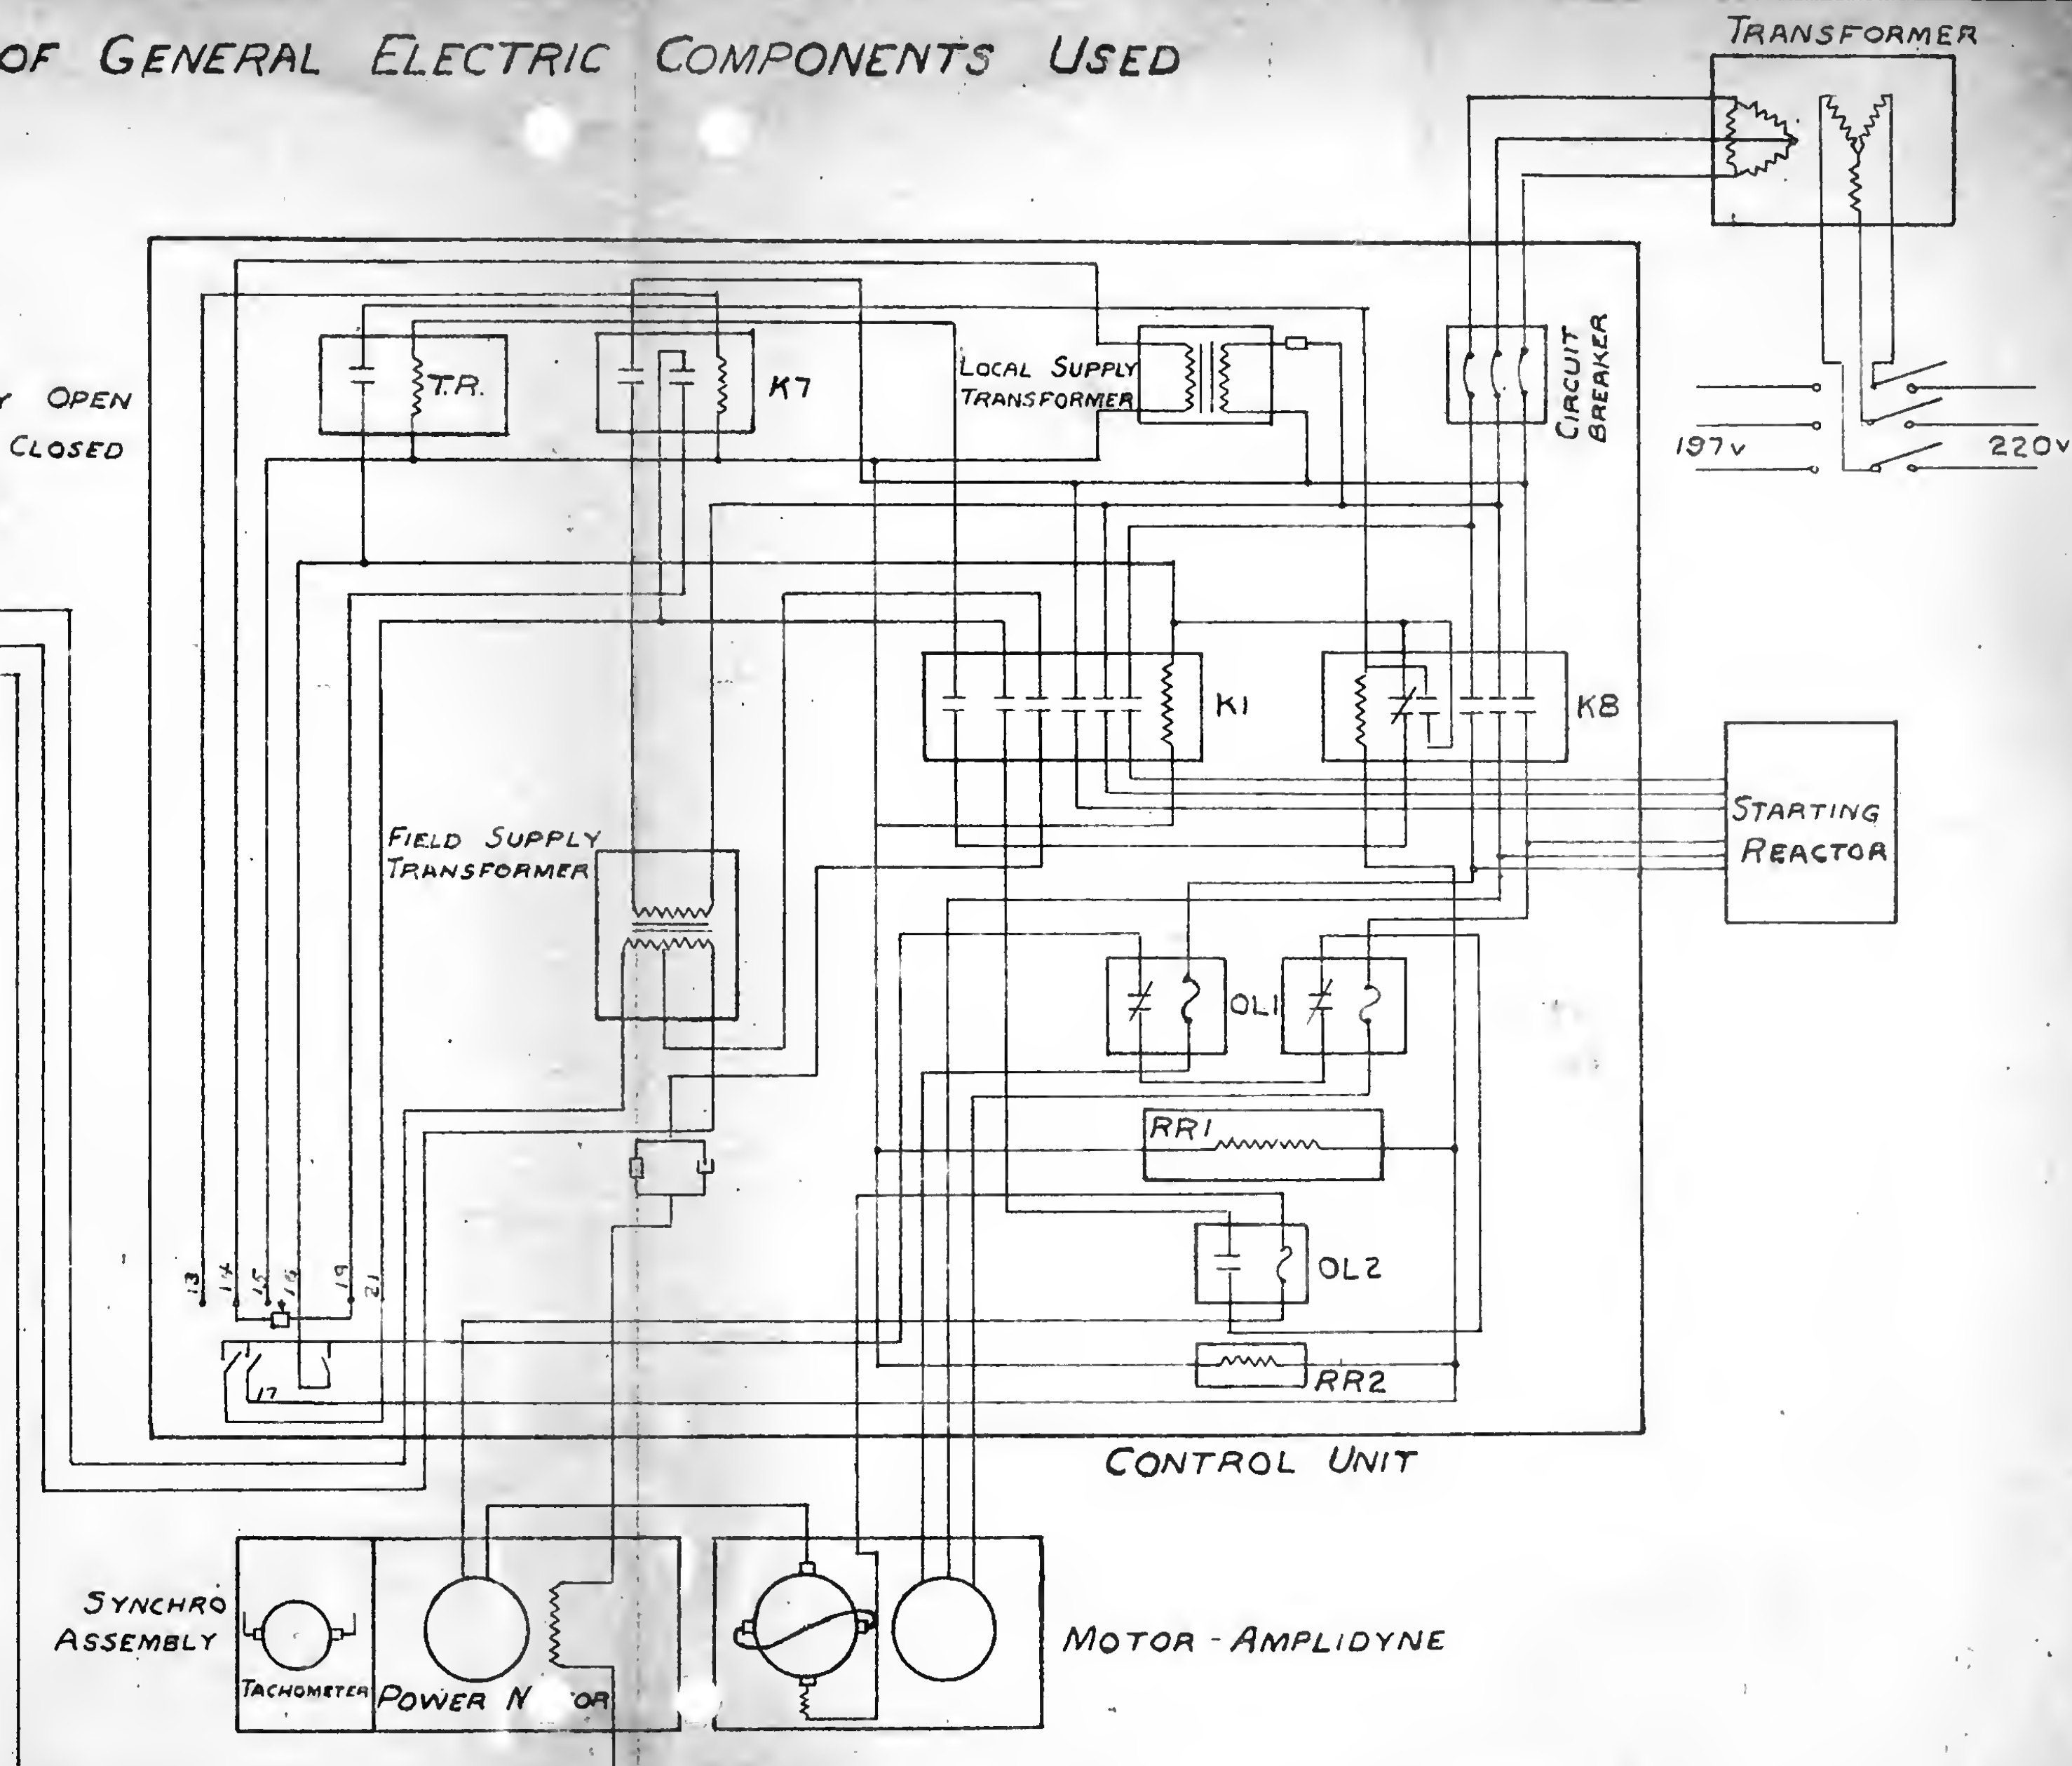 OF GENERAL ELECTRIC COMPONENTS USED
TRANSFORMER
OPEN
CLOSED
T.R.
K7
LOCAL SUPPLY
TRANSFORMER
CIRCUIT
BREAKER
197V
220V
K1
K8
STARTING
REACTOR
FIELD SUPPLY
TRANSFORMER
OL1
RR1
OL2
RR2
13
14
15
16
19
21
17
CONTROL UNIT
SYNCHRO
ASSEMBLY
TACHOMETER
POWER
MOTOR - AMPLIDYNE